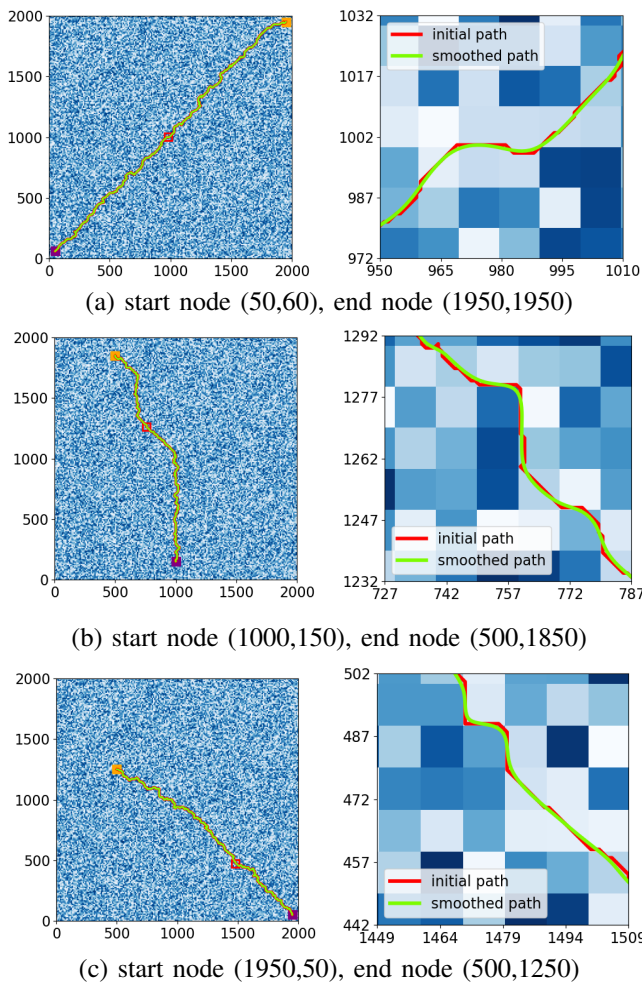 2000
1500
1000
500
0
0 500 1000 1500 2000
1032
1017
1002
987
972
950 965 980 995 1010
initial path
smoothed path
(a) start node (50,60), end node (1950,1950)
2000
1500
1000
500
0
0 500 1000 1500 2000
1292
1277
1262
1247
1232
727 742 757 772 787
initial path
smoothed path
(b) start node (1000,150), end node (500,1850)
2000
1500
1000
500
0
0 500 1000 1500 2000
502
487
472
457
442
1449 1464 1479 1494 1509
initial path
smoothed path
(c) start node (1950,50), end node (500,1250)